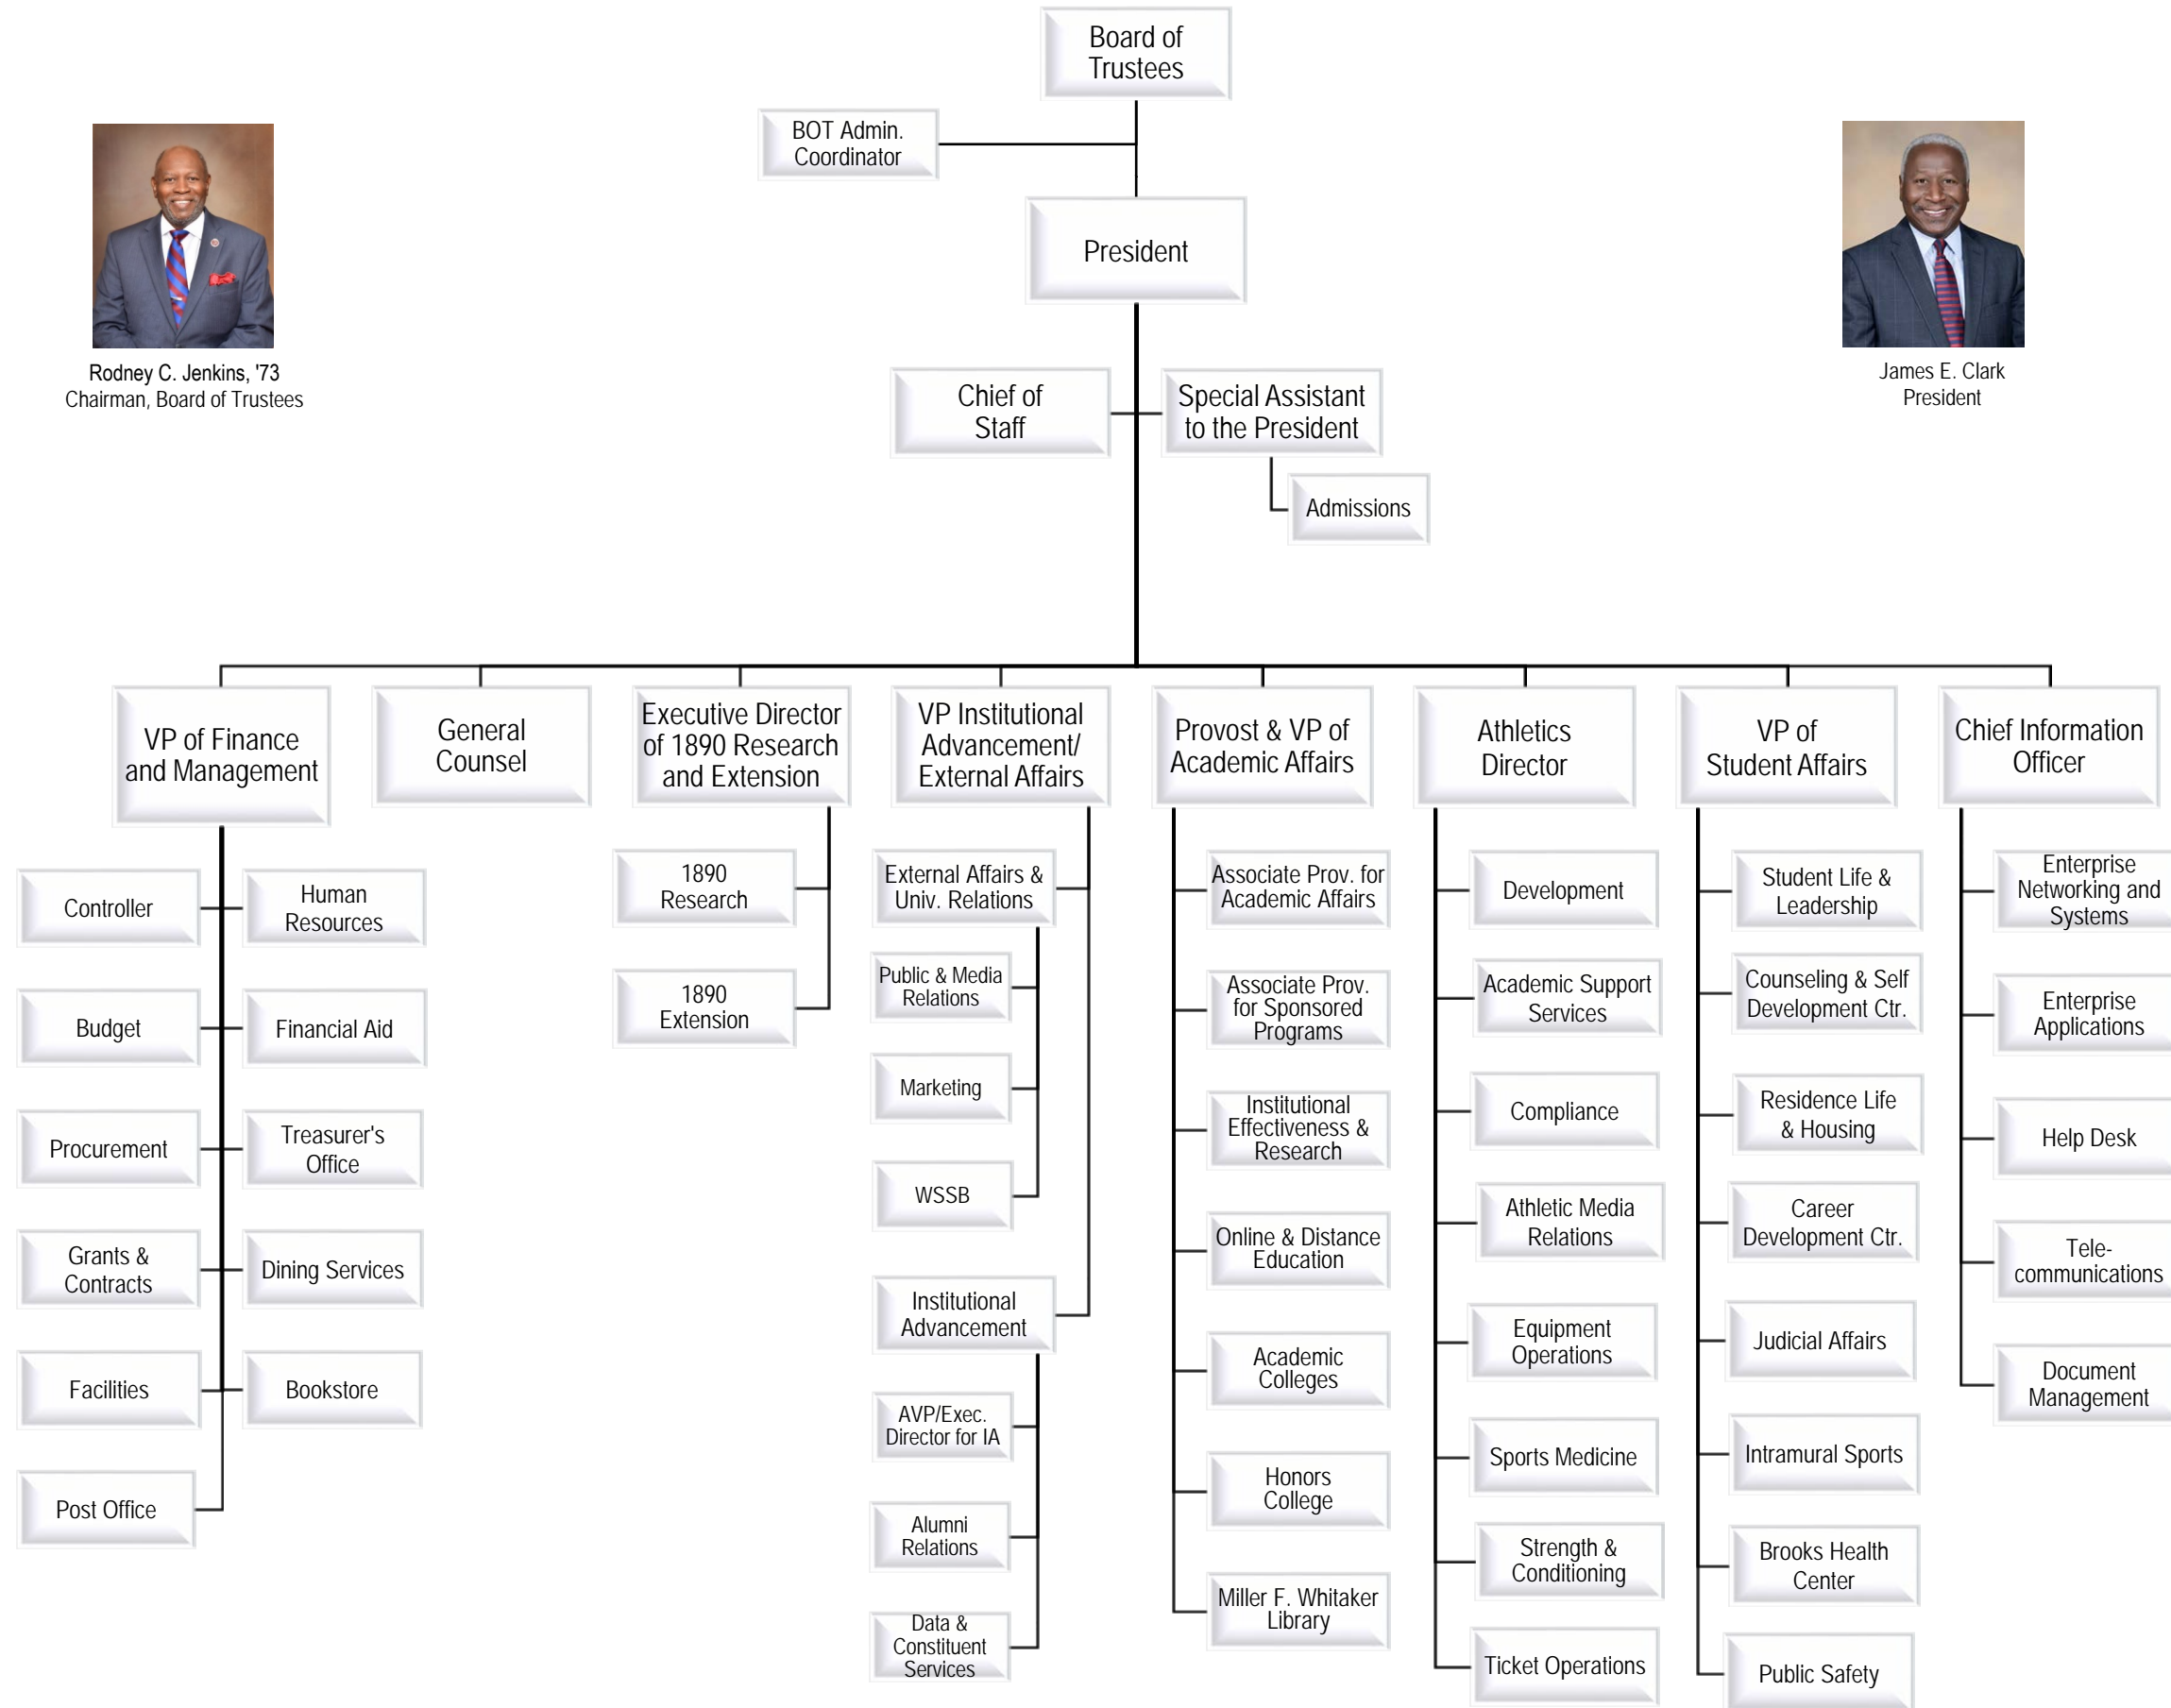 Board of
Trustees
BOT Admin.
Coordinator
President
Rodney C. Jenkins, '73
Chairman, Board of Trustees
James E. Clark
President
Chief of
Staff
Special Assistant
to the President
Admissions
VP of Finance
and Management
General
Counsel
Executive Director
of 1890 Research
and Extension
VP Institutional
Advancement/
External Affairs
Provost & VP of
Academic Affairs
Athletics
Director
VP of
Student Affairs
Chief Information
Officer
Controller
Human
Resources
Budget
Financial Aid
Procurement
Treasurer's
Office
Grants &
Contracts
Dining Services
Facilities
Bookstore
Post Office
1890
Research
1890
Extension
External Affairs &
Univ. Relations
Public & Media
Relations
Marketing
WSSB
Institutional
Advancement
AVP/Exec.
Director for IA
Alumni
Relations
Data &
Constituent
Services
Associate Prov. for
Academic Affairs
Associate Prov.
for Sponsored
Programs
Institutional
Effectiveness &
Research
Online & Distance
Education
Academic
Colleges
Honors
College
Miller F. Whitaker
Library
Development
Academic Support
Services
Compliance
Athletic Media
Relations
Equipment
Operations
Sports Medicine
Strength &
Conditioning
Ticket Operations
Student Life &
Leadership
Counseling & Self
Development Ctr.
Residence Life
& Housing
Career
Development Ctr.
Judicial Affairs
Intramural Sports
Brooks Health
Center
Public Safety
Enterprise
Networking and
Systems
Enterprise
Applications
Help Desk
Tele-
communications
Document
Management